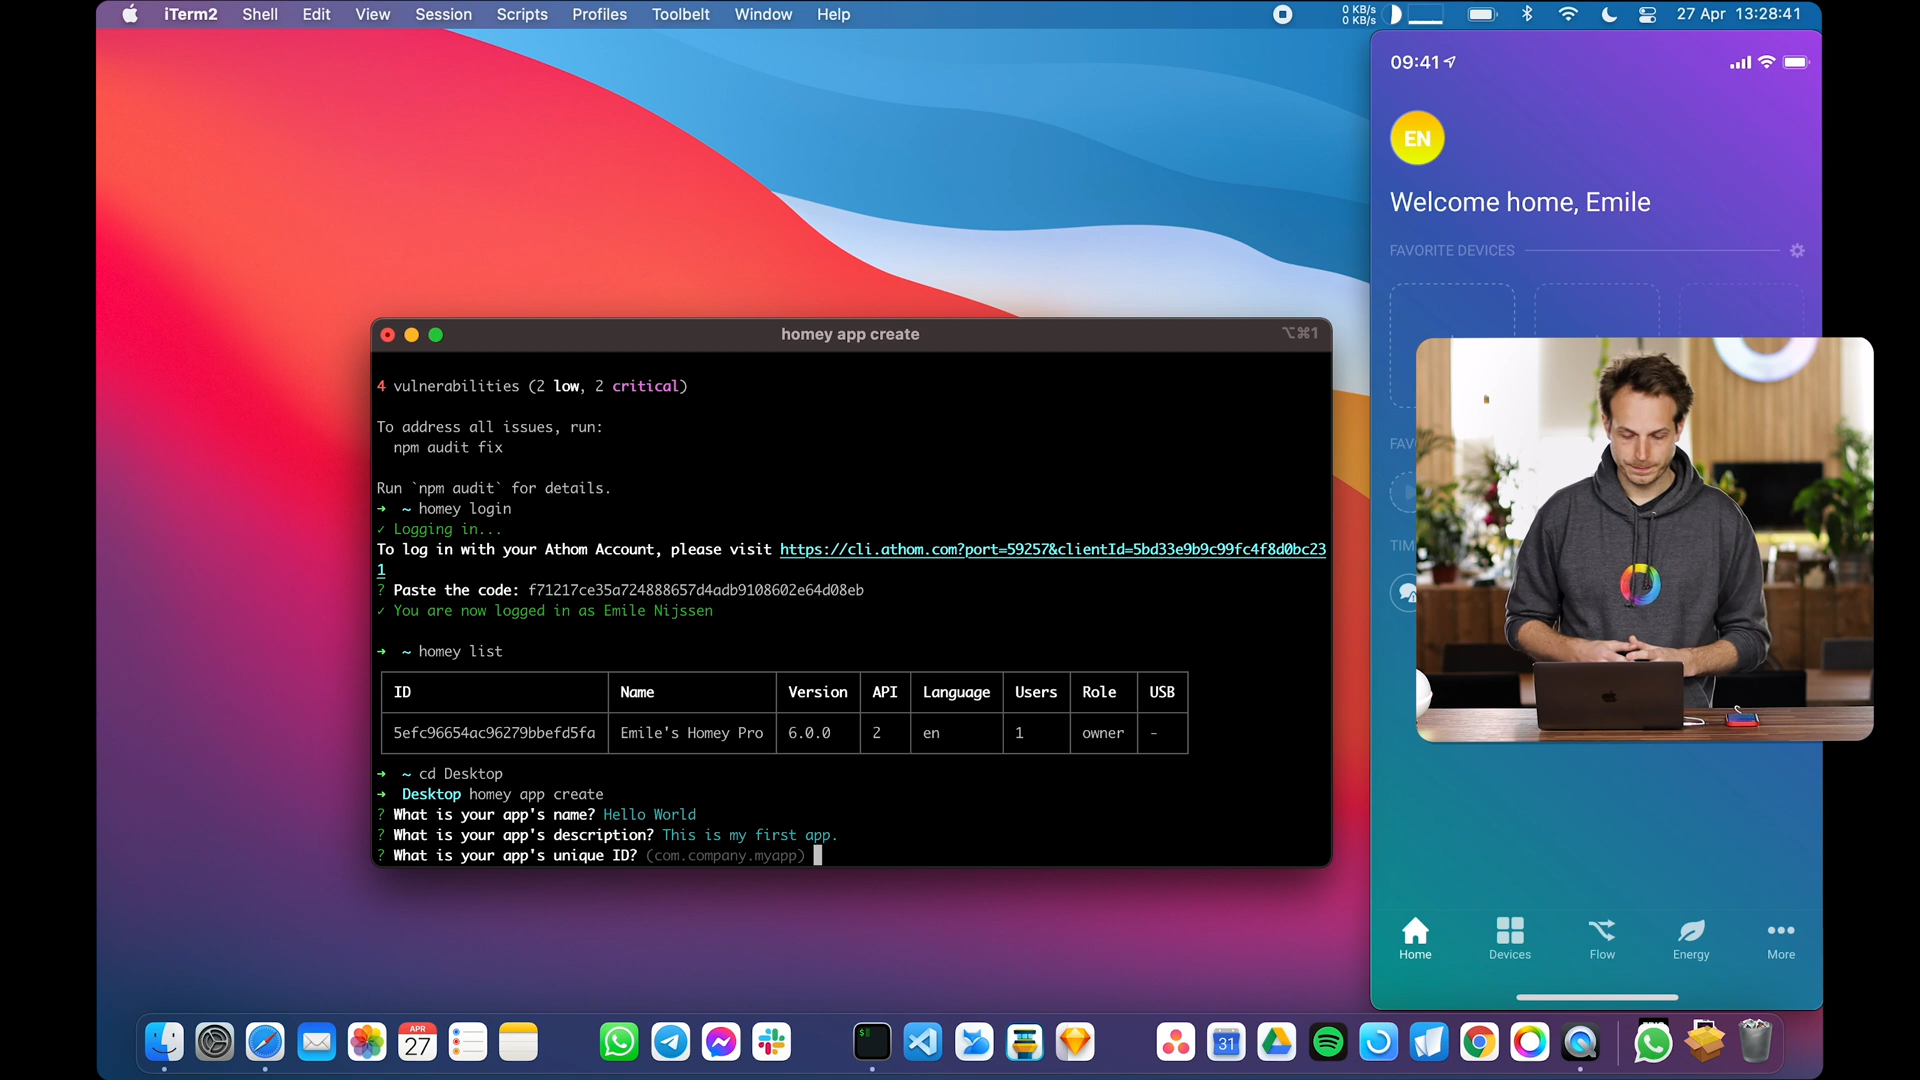 iTerm2 Shell Edit View Session Scripts Profiles Toolbelt Window Help
0 KB/s
0 KB/s
27 Apr 13:28:41
09:41
EN
Welcome home, Emile
FAVORITE DEVICES
FAV
TIM
Home Devices Flow Energy More
homey app create
⌥⌘1
4 vulnerabilities (2 low, 2 critical)
To address all issues, run:
npm audit fix
Run `npm audit` for details.
➜ ~ homey login
✓ Logging in...
To log in with your Athom Account, please visit https://cli.athom.com?port=59257&clientId=5bd33e9b9c99fc4f8d0bc23
1
? Paste the code: f71217ce35a724888657d4adb9108602e64d08eb
✓ You are now logged in as Emile Nijssen
➜ ~ homey list
ID Name Version API Language Users Role USB
5efc96654ac96279bbefd5fa Emile's Homey Pro 6.0.0 2 en 1 owner -
➜ ~ cd Desktop
➜ Desktop homey app create
? What is your app's name? Hello World
? What is your app's description? This is my first app.
? What is your app's unique ID? (com.company.myapp)
APR
27
$
31